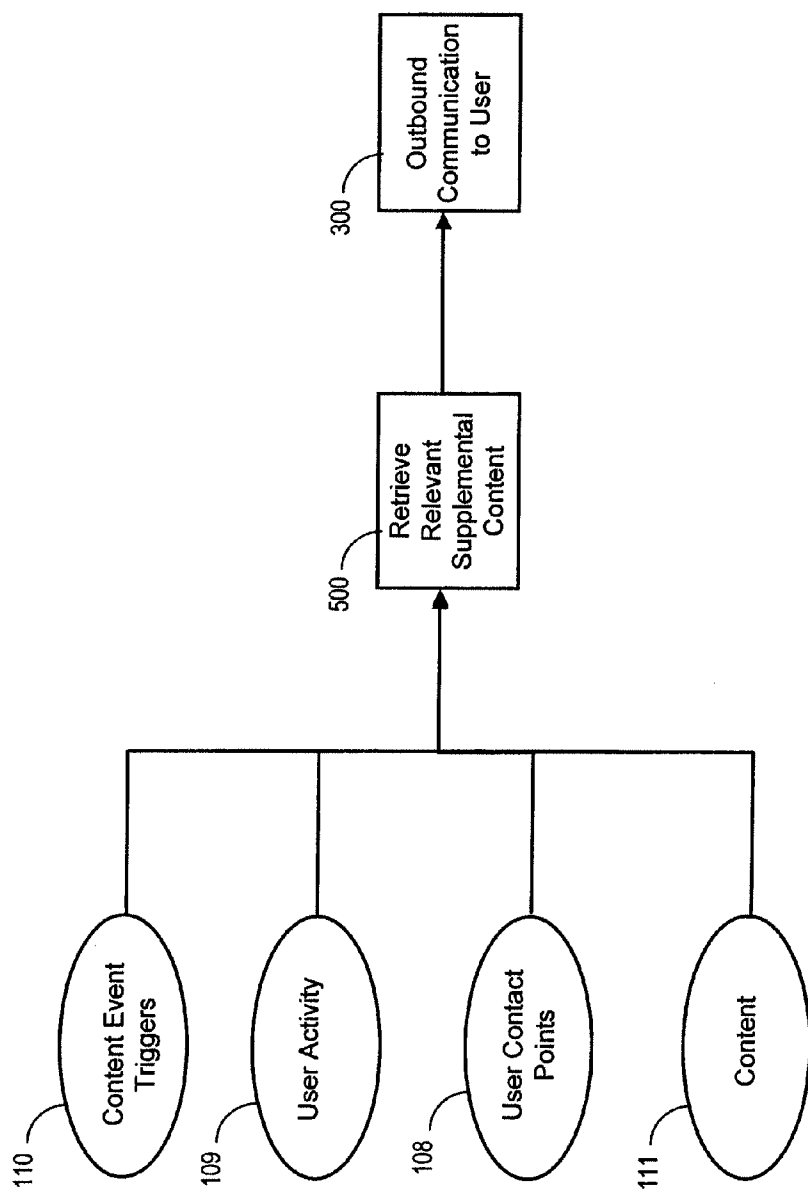 110
Content Event
Triggers
109
User Activity
108
User Contact
Points
111
Content
500
Retrieve
Relevant
Supplemental
Content
300
Outbound
Communication
to User